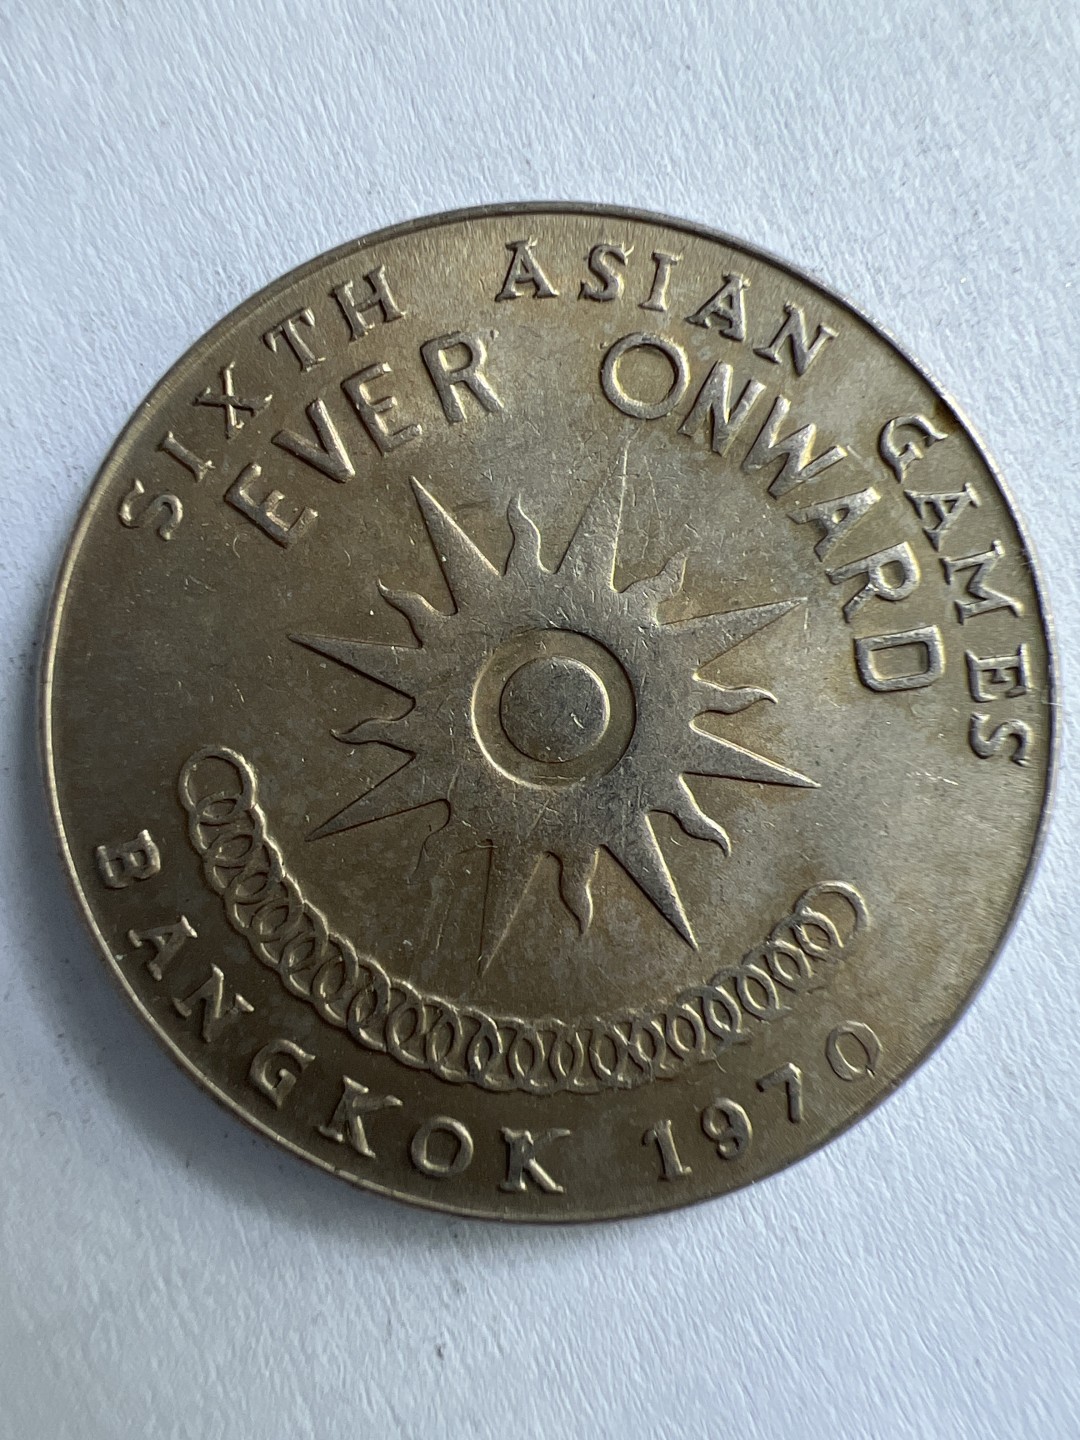 SIXTH ASIAN GAMES
EVER ONWARD
BANGKOK 1970